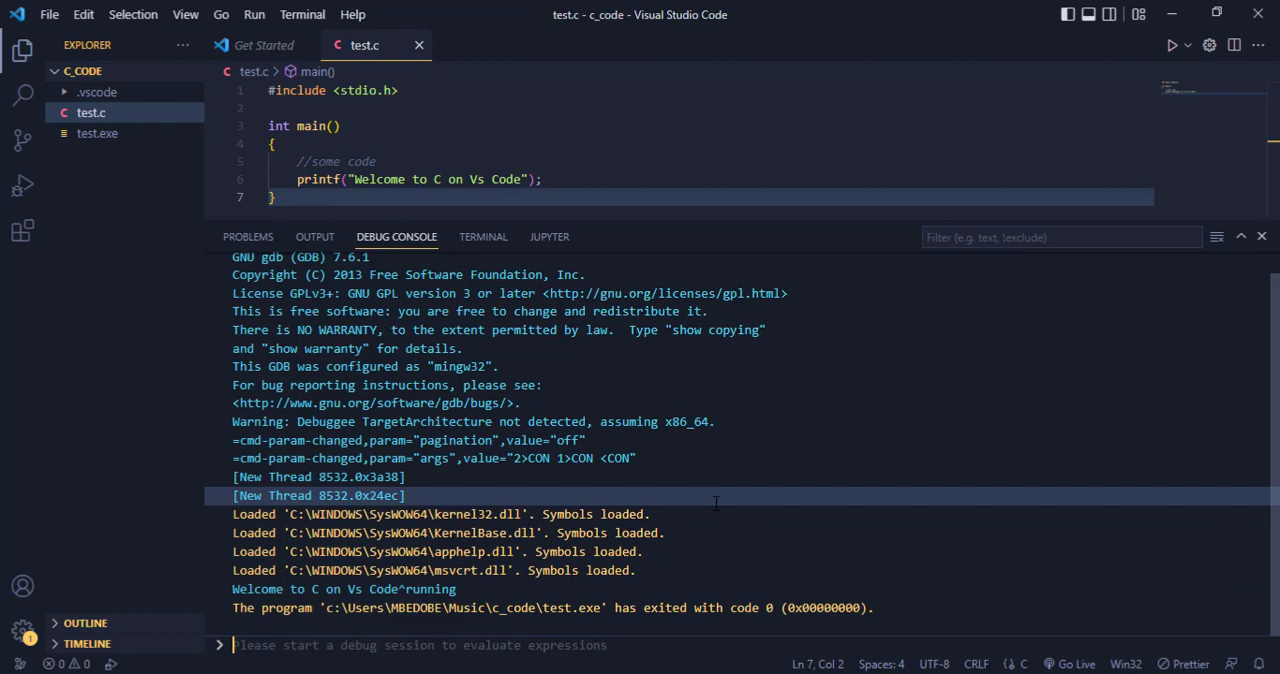 File Edit Selection View Go Run Terminal Help
test.c - c_code - Visual Studio Code
EXPLORER
C_CODE
.vscode
C test.c
test.exe
Get Started
C test.c
C test.c > main()
1 #include <stdio.h>
2
3 int main()
4 {
5 //some code
6 printf("Welcome to C on Vs Code");
7 }
PROBLEMS OUTPUT DEBUG CONSOLE TERMINAL JUPYTER
Filter (e.g. text, !exclude)
GNU gdb (GDB) 7.6.1
Copyright (C) 2013 Free Software Foundation, Inc.
License GPLv3+: GNU GPL version 3 or later <http://gnu.org/licenses/gpl.html>
This is free software: you are free to change and redistribute it.
There is NO WARRANTY, to the extent permitted by law.  Type "show copying"
and "show warranty" for details.
This GDB was configured as "mingw32".
For bug reporting instructions, please see:
<http://www.gnu.org/software/gdb/bugs/>.
Warning: Debuggee TargetArchitecture not detected, assuming x86_64.
=cmd-param-changed,param="pagination",value="off"
=cmd-param-changed,param="args",value="2>CON 1>CON <CON"
[New Thread 8532.0x3a38]
[New Thread 8532.0x24ec]
Loaded 'C:\WINDOWS\SysWOW64\kernel32.dll'. Symbols loaded.
Loaded 'C:\WINDOWS\SysWOW64\KernelBase.dll'. Symbols loaded.
Loaded 'C:\WINDOWS\SysWOW64\apphelp.dll'. Symbols loaded.
Loaded 'C:\WINDOWS\SysWOW64\msvcrt.dll'. Symbols loaded.
Welcome to C on Vs Code^running
The program 'c:\Users\MBEDOBE\Music\c_code\test.exe' has exited with code 0 (0x00000000).
Please start a debug session to evaluate expressions
OUTLINE
TIMELINE
1
0 0
Ln 7, Col 2 Spaces: 4 UTF-8 CRLF {} C Go Live Win32 Prettier